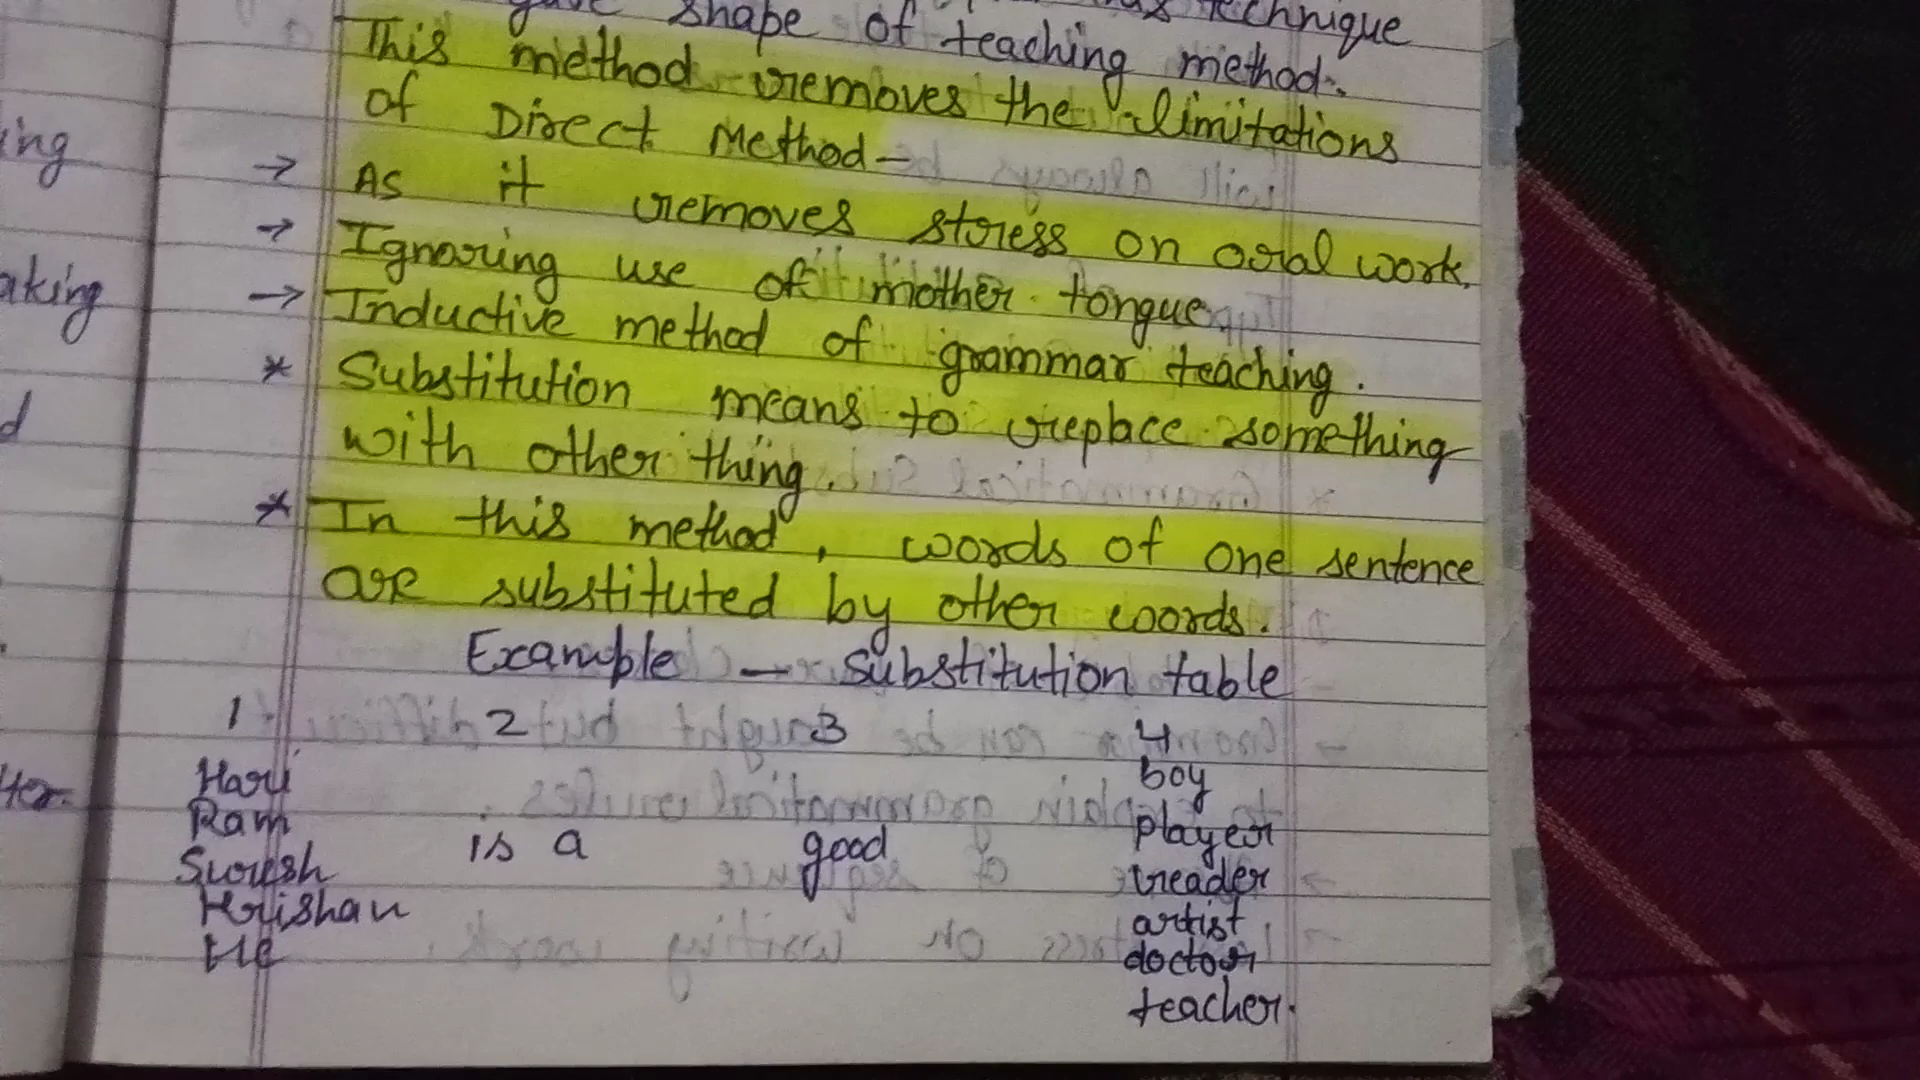 shape of teaching method.
technique
This method removes the limitations
of Direct Method-
→ As it removes stress on oral work.
→ Ignoring use of mother tongue
→ Inductive method of grammar teaching.
* Substitution means to replace something
with other thing.
* In this method, words of one sentence
are substituted by other words.
Example - Substitution table
1 2 3 4
Hari boy
Ram player
Suresh is a good reader
Krishan artist
He doctor
teacher.
ing
aking
d